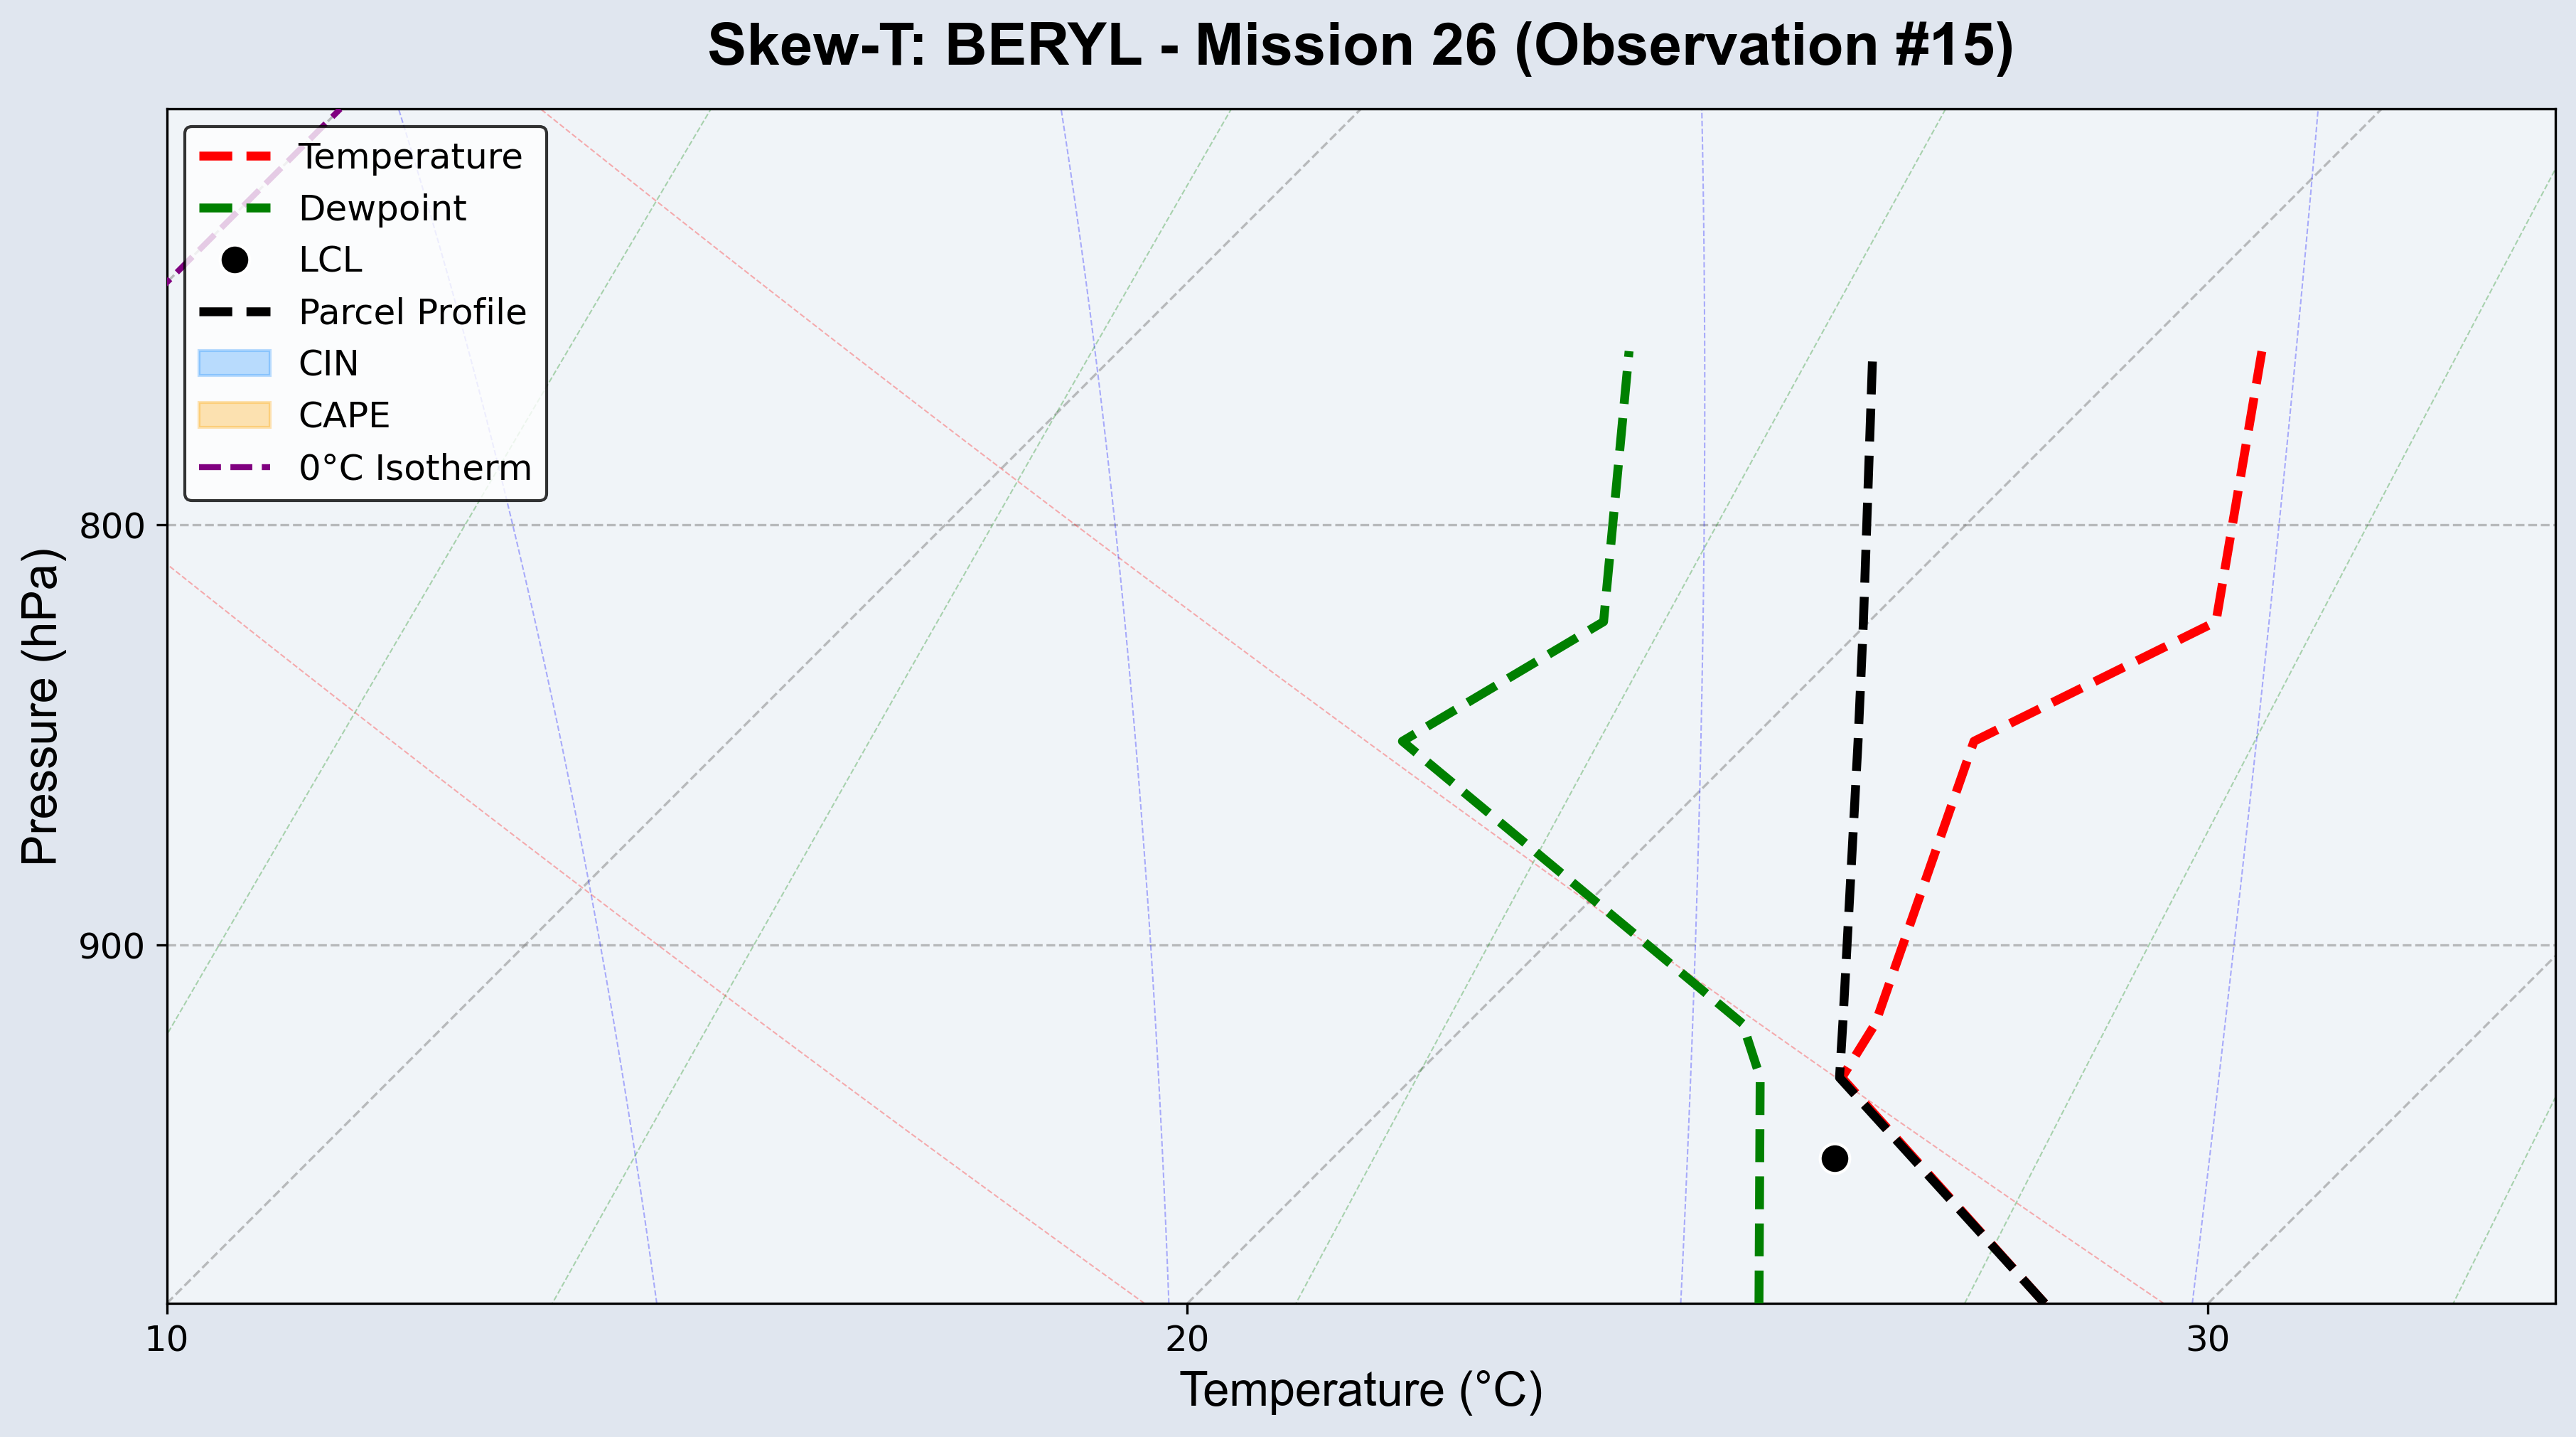 Skew-T: BERYL - Mission 26 (Observation #15)
Temperature
Dewpoint
LCL
Parcel Profile
CIN
CAPE
0°C Isotherm
Pressure (hPa)
800
900
10
20
30
Temperature (°C)